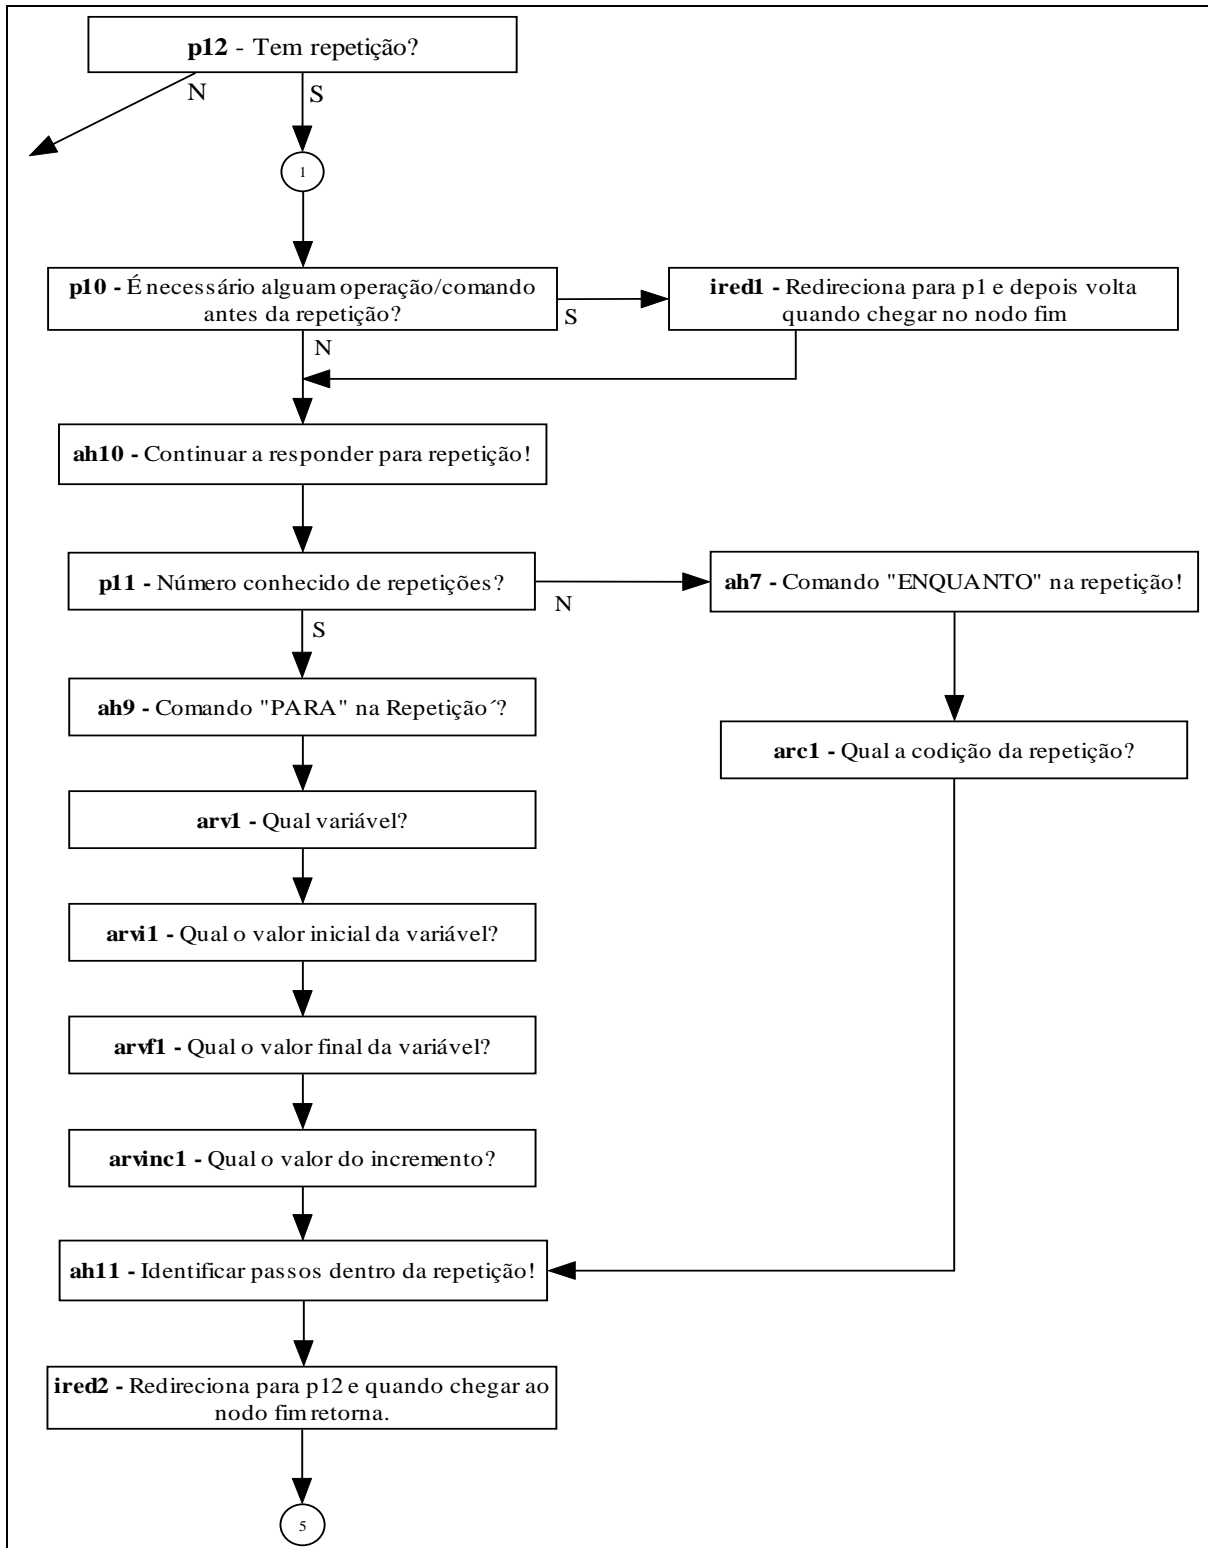 p12 - Tem repetição?
N
S
1
p10 - É necessário alguam operação/comando
antes da repetição?
S
N
ired1 - Redireciona para p1 e depois volta
quando chegar no nodo fim
ah10 - Continuar a responder para repetição!
p11 - Número conhecido de repetições?
N
S
ah7 - Comando "ENQUANTO" na repetição!
ah9 - Comando "PARA" na Repetição´?
arc1 - Qual a codição da repetição?
arv1 - Qual variável?
arvi1 - Qual o valor inicial da variável?
arvf1 - Qual o valor final da variável?
arvinc1 - Qual o valor do incremento?
ah11 - Identificar passos dentro da repetição!
ired2 - Redireciona para p12 e quando chegar ao
nodo fim retorna.
5